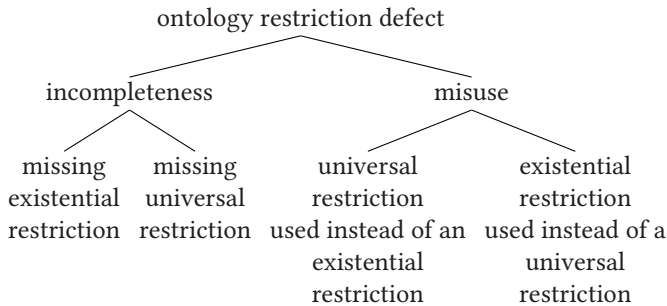 ontology restriction defect
incompleteness
misuse
missing
existential
restriction
missing
universal
restriction
universal
restriction
used instead of an
existential
restriction
existential
restriction
used instead of a
universal
restriction